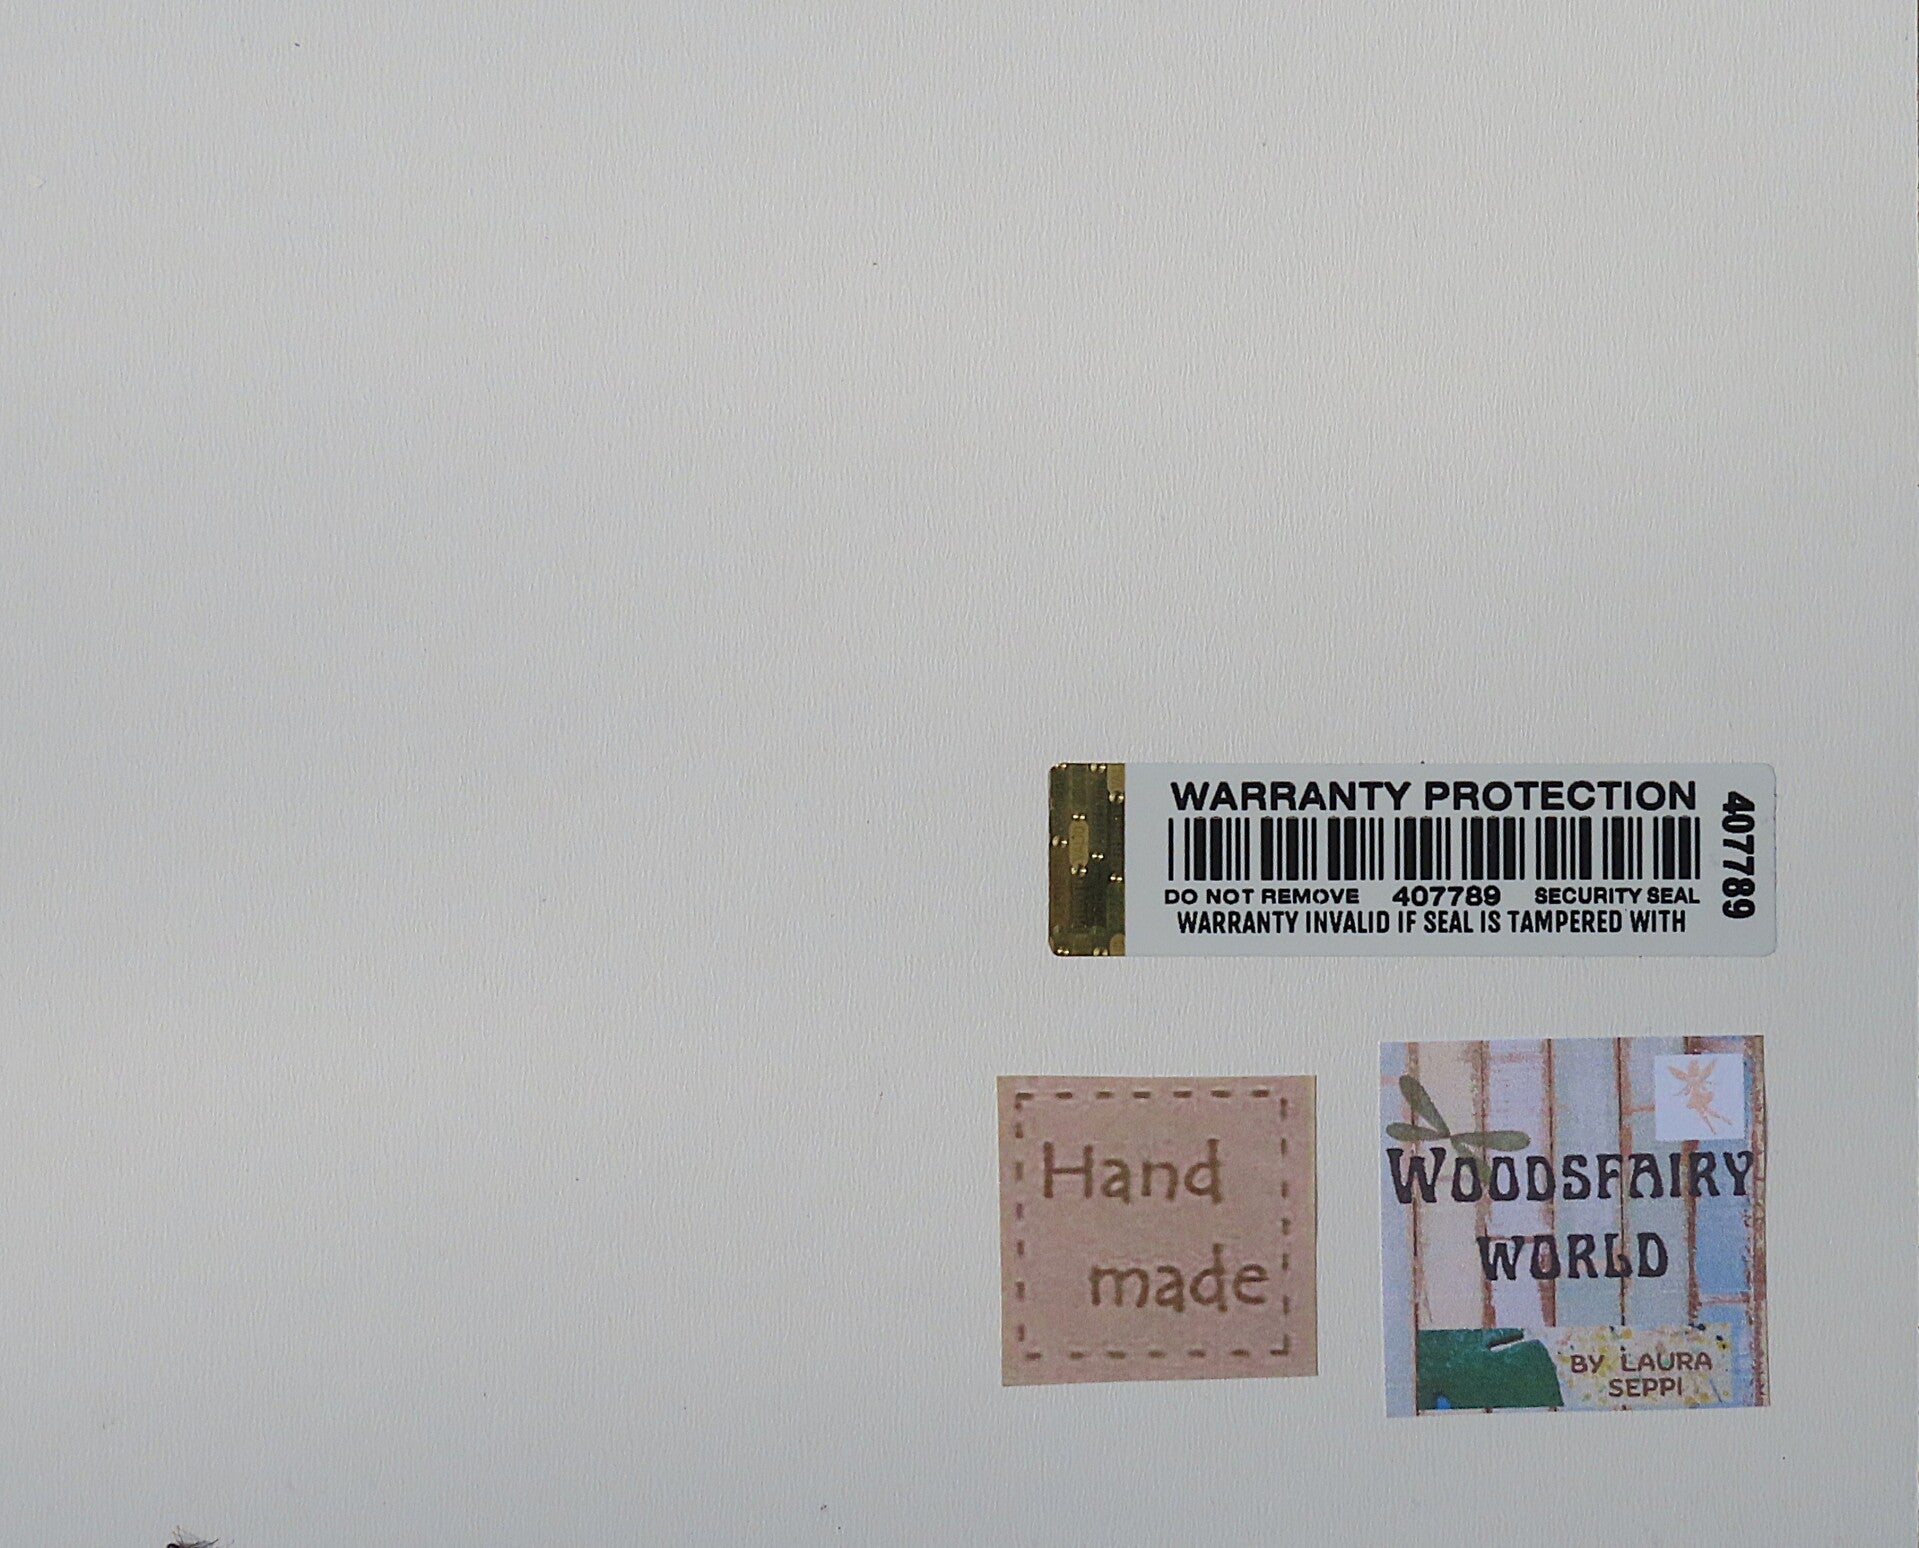 WARRANTY PROTECTION
407789
DO NOT REMOVE 407789 SECURITY SEAL
WARRANTY INVALID IF SEAL IS TAMPERED WITH
Hand
made
WOODSFAIRY
WORLD
BY LAURA
SEPPI